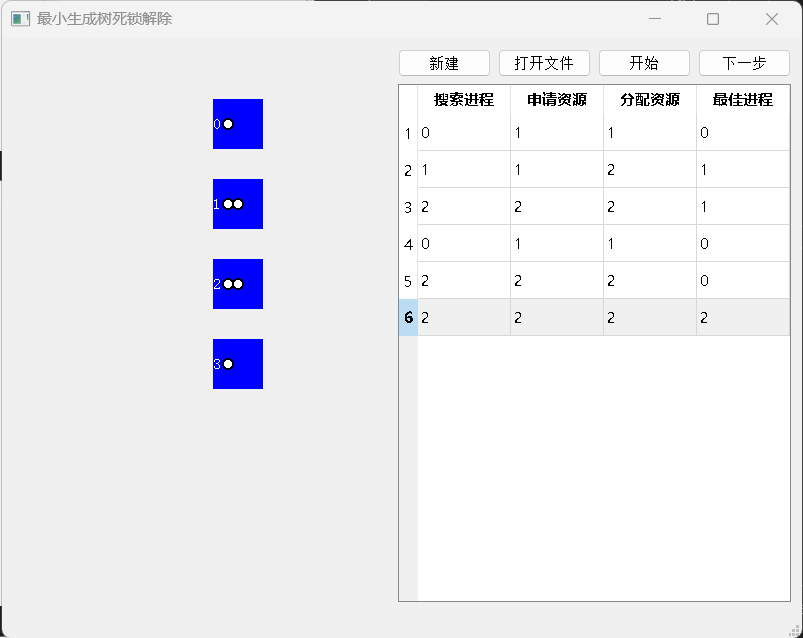 最小生成树死锁解除
新建 打开文件 开始 下一步
搜索进程 申请资源 分配资源 最佳进程
1 0 1 1 0
2 1 1 2 1
3 2 2 2 1
4 0 1 1 0
5 2 2 2 0
6 2 2 2 2
0
1
2
3